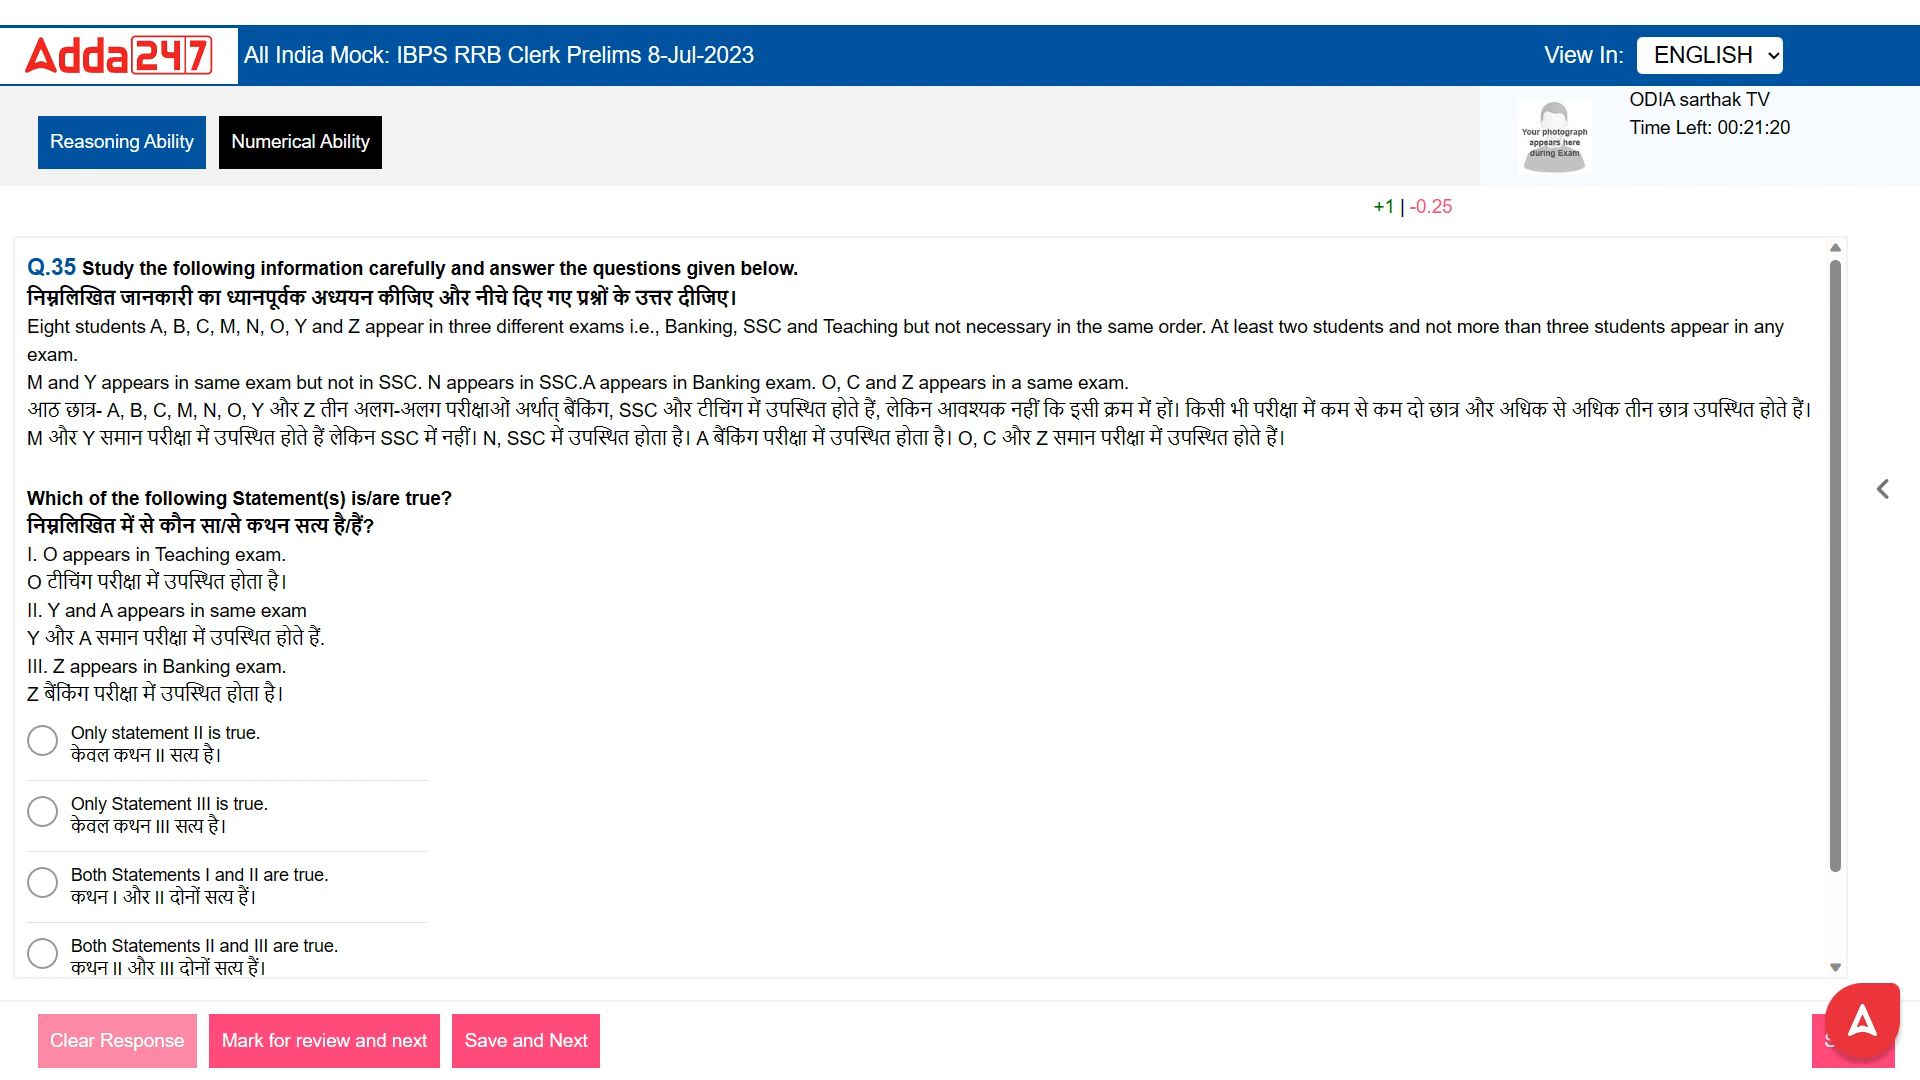 Adda247 All India Mock: IBPS RRB Clerk Prelims 8-Jul-2023 View In: ENGLISH
ODIA sarthak TV
Time Left: 00:21:20
Your photograph
appears here
during Exam
Reasoning Ability Numerical Ability
+1 | -0.25
Q.35 Study the following information carefully and answer the questions given below.
निम्नलिखित जानकारी का ध्यानपूर्वक अध्ययन कीजिए और नीचे दिए गए प्रश्नों के उत्तर दीजिए।
Eight students A, B, C, M, N, O, Y and Z appear in three different exams i.e., Banking, SSC and Teaching but not necessary in the same order. At least two students and not more than three students appear in any
exam.
M and Y appears in same exam but not in SSC. N appears in SSC.A appears in Banking exam. O, C and Z appears in a same exam.
आठ छात्र- A, B, C, M, N, O, Y और Z तीन अलग-अलग परीक्षाओं अर्थात् बैंकिंग, SSC और टीचिंग में उपस्थित होते हैं, लेकिन आवश्यक नहीं कि इसी क्रम में हों। किसी भी परीक्षा में कम से कम दो छात्र और अधिक से अधिक तीन छात्र उपस्थित होते हैं।
M और Y समान परीक्षा में उपस्थित होते हैं लेकिन SSC में नहीं। N, SSC में उपस्थित होता है। A बैंकिंग परीक्षा में उपस्थित होता है। O, C और Z समान परीक्षा में उपस्थित होते हैं।
Which of the following Statement(s) is/are true?
निम्नलिखित में से कौन सा/से कथन सत्य है/हैं?
I. O appears in Teaching exam.
O टीचिंग परीक्षा में उपस्थित होता है।
II. Y and A appears in same exam
Y और A समान परीक्षा में उपस्थित होते हैं.
III. Z appears in Banking exam.
Z बैंकिंग परीक्षा में उपस्थित होता है।
Only statement II is true.
केवल कथन II सत्य है।
Only Statement III is true.
केवल कथन III सत्य है।
Both Statements I and II are true.
कथन I और II दोनों सत्य हैं।
Both Statements II and III are true.
कथन II और III दोनों सत्य हैं।
Clear Response Mark for review and next Save and Next